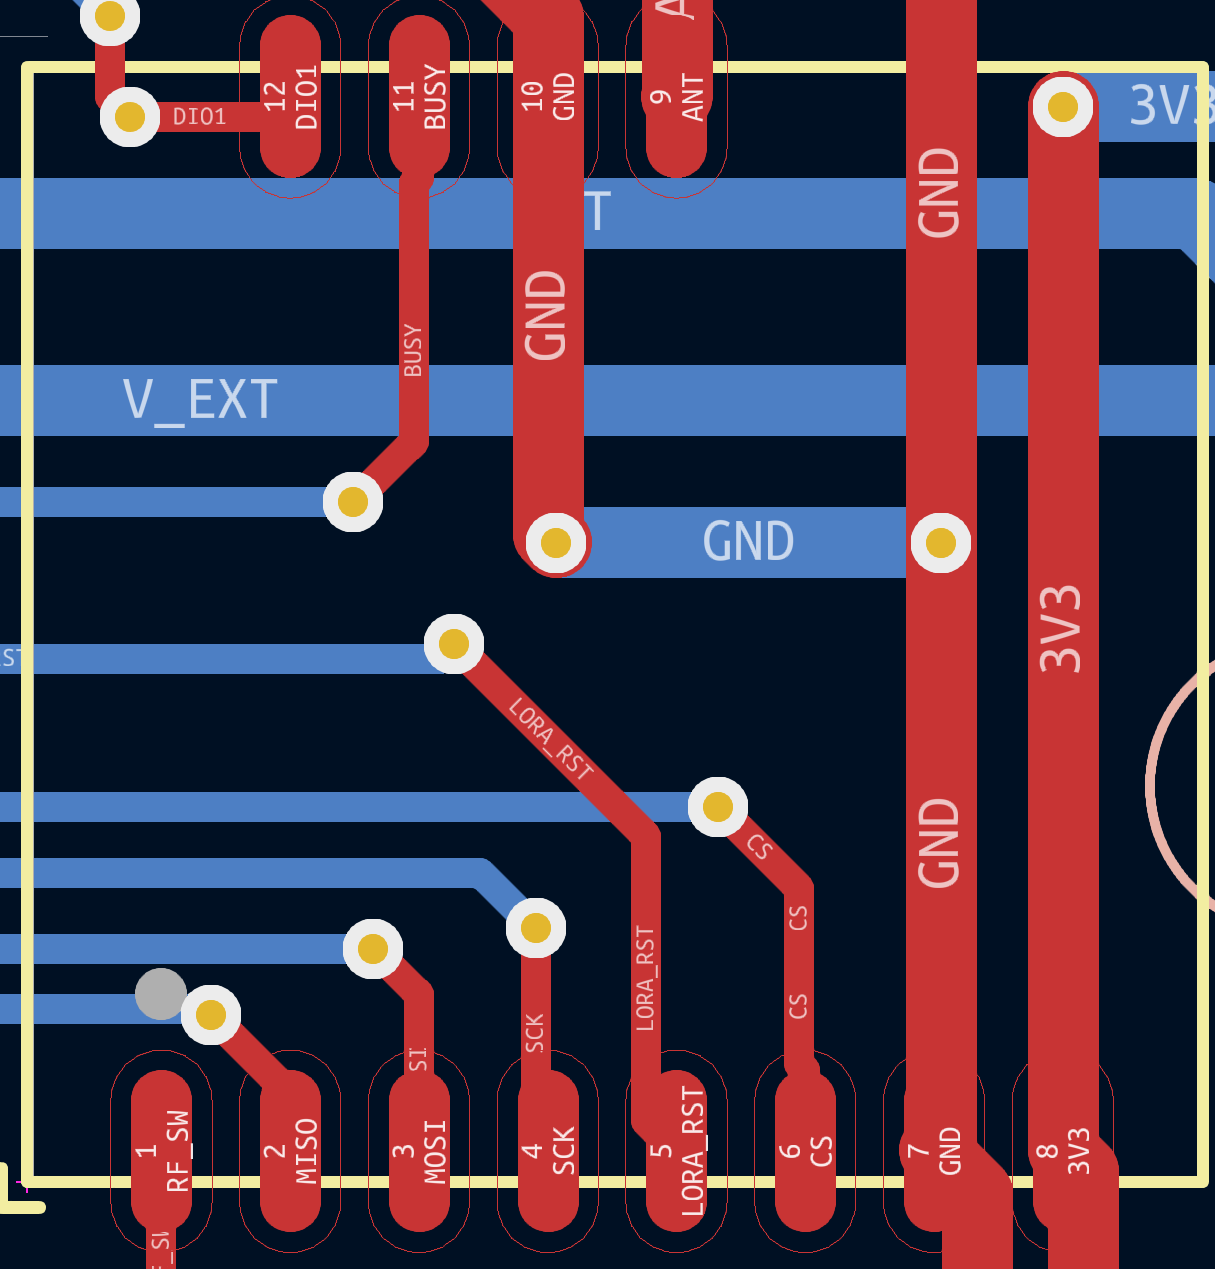 12
DIO1
11
BUSY
10
GND
9
ANT
DIO1
3V3
GND
T
GND
BUSY
V_EXT
GND
3V3
LORA_RST
GND
CS
CS
LORA_RST
CS
SCK
SI
1
RF_SW
2
MISO
3
MOSI
4
SCK
5
LORA_RST
6
CS
7
GND
8
3V3